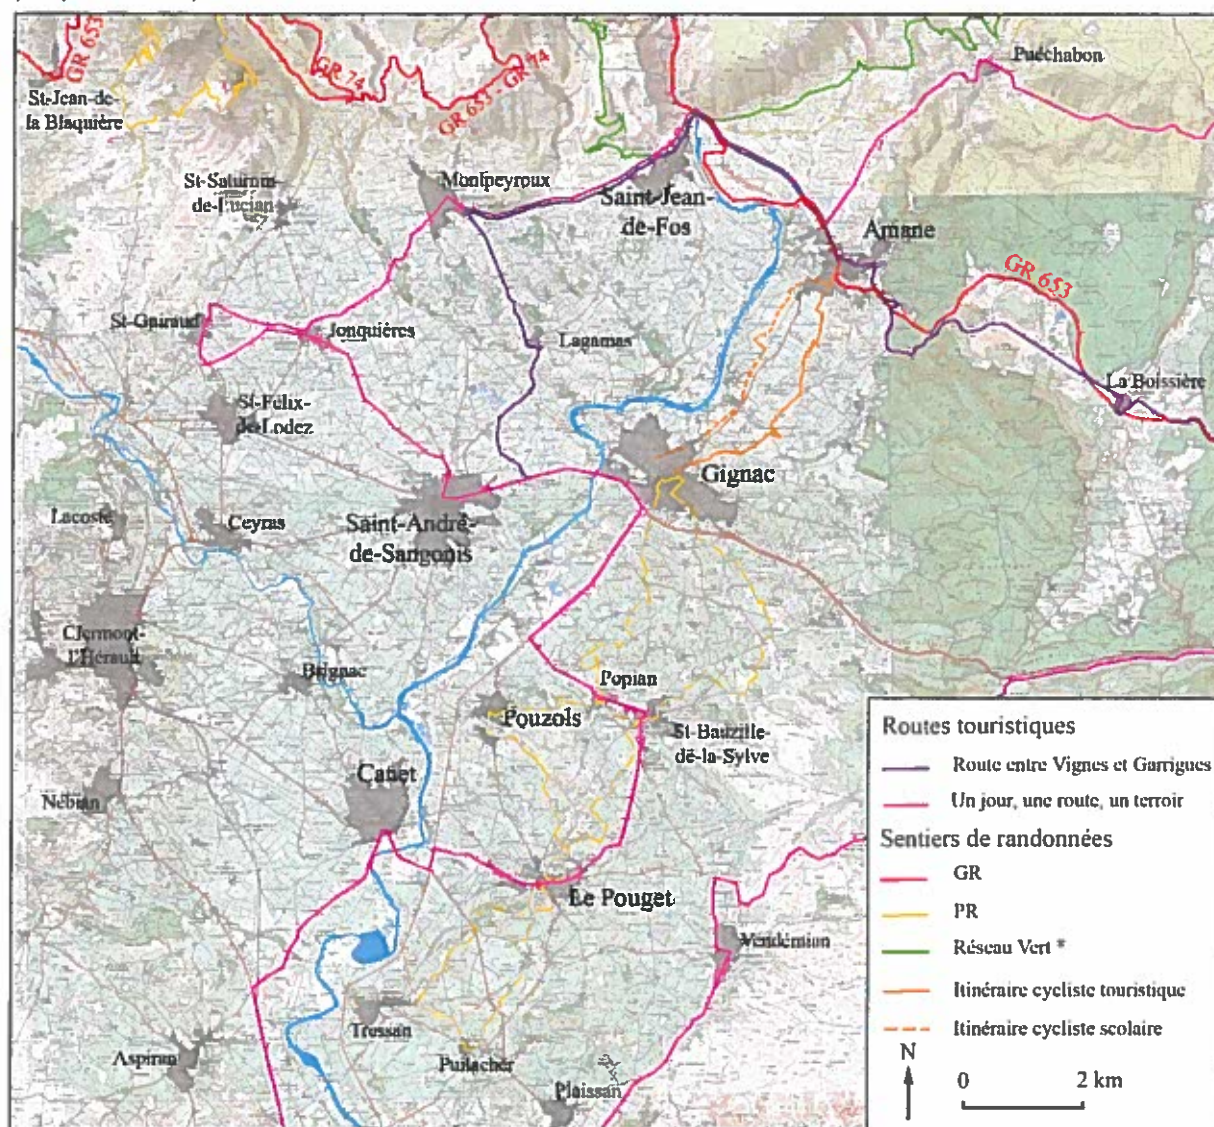 GR 653
GR 74
GR 653 - GR 74
Puéchabon
St-Jean-de-
la Blaquière
St-Saturnin-
de-Lucian
Montpeyroux
Saint-Jean-
de-Fos
Aniane
GR 653
St-Guiraud
Jonquières
Lagamas
La Boissière
St-Félix-
de-Lodez
Gignac
Lacoste
Ceyras
Saint-André-
de-Sangonis
Clermont-
l'Hérault
Brignac
Popian
Pouzols
St-Bauzille-
de-la-Sylve
Canet
Nébian
Le Pouget
Vendémian
Tressan
Aspiran
Puilacher
Plaissan
Routes touristiques
Route entre Vignes et Garrigues
Un jour, une route, un terroir
Sentiers de randonnées
GR
PR
Réseau Vert *
Itinéraire cycliste touristique
Itinéraire cycliste scolaire
N
0 2 km